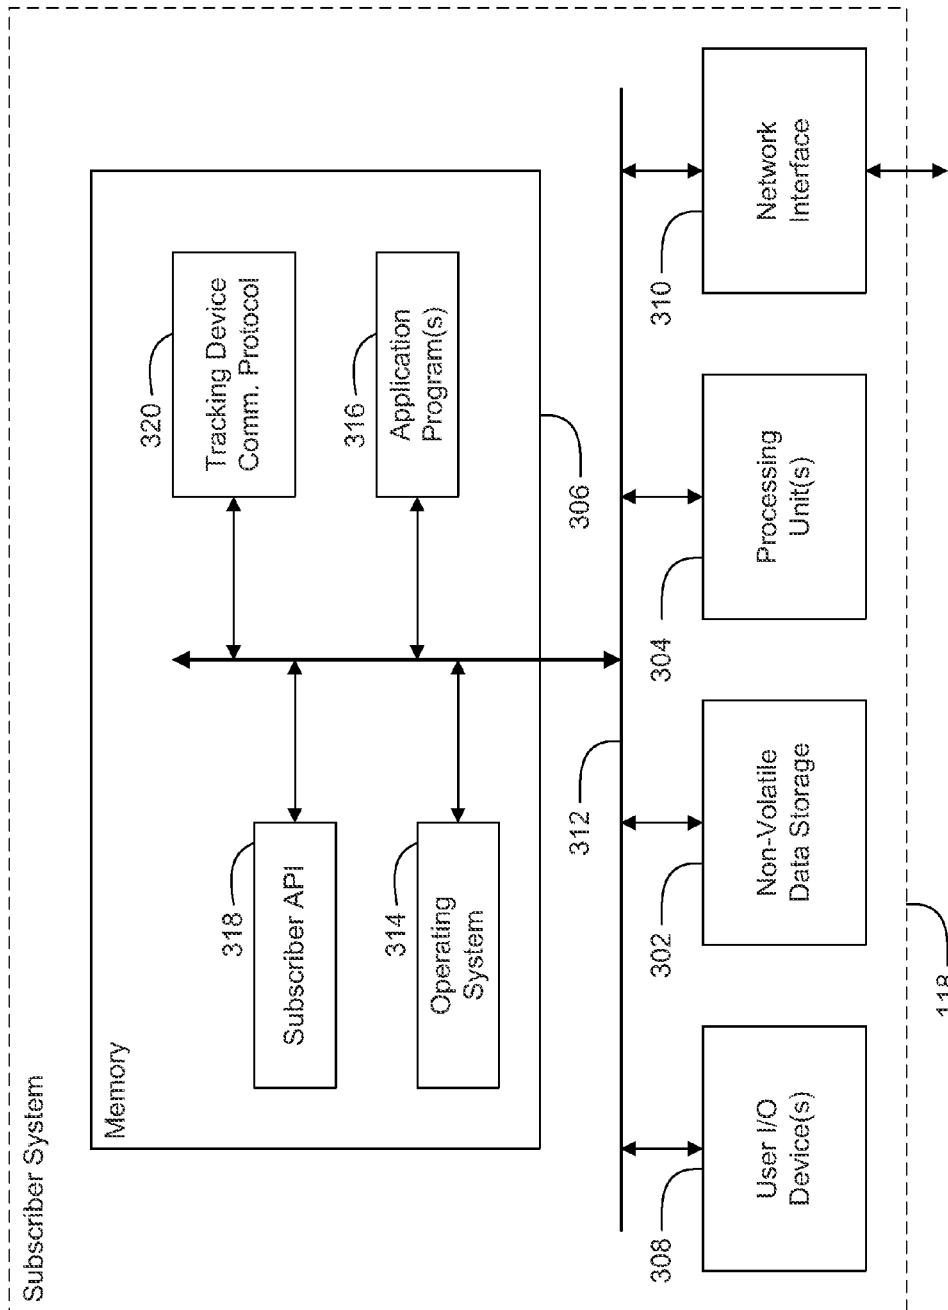 Subscriber System
Memory
318
Subscriber API
320
Tracking Device
Comm. Protocol
314
Operating
System
316
Application
Program(s)
306
312
308
User I/O
Device(s)
302
Non-Volatile
Data Storage
304
Processing
Unit(s)
310
Network
Interface
118